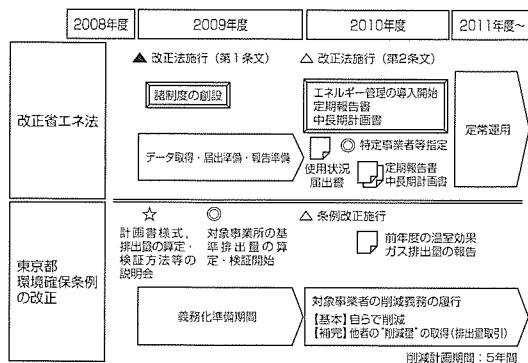 2008年度
2009年度
2010年度
2011年度～
改正省エネ法
▲ 改正法施行(第1条文)
△ 改正法施行(第2条文)
諸制度の創設
エネルギー管理の導入開始
定期報告書
中長期計画書
定常運用
データ取得・届出準備・報告準備
◎ 特定事業者等指定
使用状況
届出書
定期報告書
中長期計画書
東京都
環境確保条例
の改正
☆
計画書様式,
排出量の算定・
検証方法等の
説明会
◎
対象事業所の基
準排出量の算
定・検証開始
△ 条例改正施行
前年度の温室効果
ガス排出量の報告
義務化準備期間
対象事業者の削減義務の履行
【基本】自らで削減
【補完】他者の"削減量"の取得(排出量取引)
削減計画期間：5年間